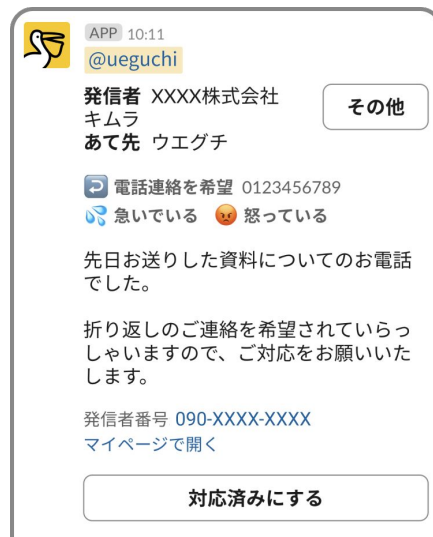 APP 10:11
@ueguchi
発信者 XXXX株式会社
キムラ
その他
あて先 ウエグチ
電話連絡を希望 0123456789
急いでいる 怒っている
先日お送りした資料についてのお電話
でした。
折り返しのご連絡を希望されていらっ
しゃいますので、ご対応をお願いいた
します。
発信者番号 090-XXXX-XXXX
マイページで開く
対応済みにする